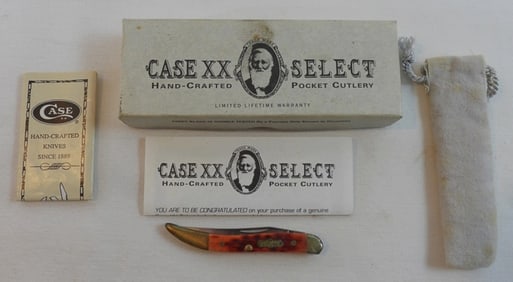 CASE XX SELECT
HAND-CRAFTED POCKET CUTLERY
LIMITED LIFETIME WARRANTY
CASE
HAND-CRAFTED
KNIVES
SINCE 1889
CASE XX SELECT
HAND-CRAFTED POCKET CUTLERY
YOU ARE TO BE CONGRATULATED on your purchase of a genuine